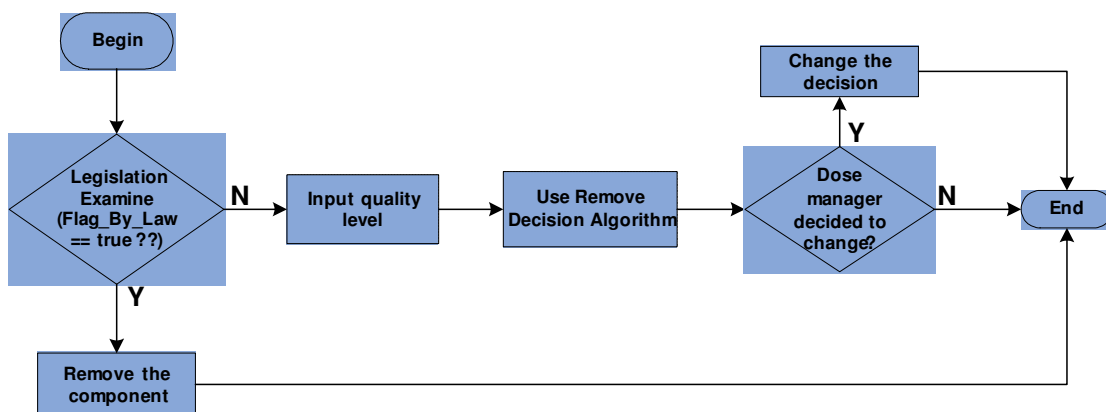 Begin
Legislation
Examine
(Flag_By_Law
== true ??)
N
Y
Remove the
component
Input quality
level
Use Remove
Decision Algorithm
Dose
manager
decided to
change?
Y
N
Change the
decision
End